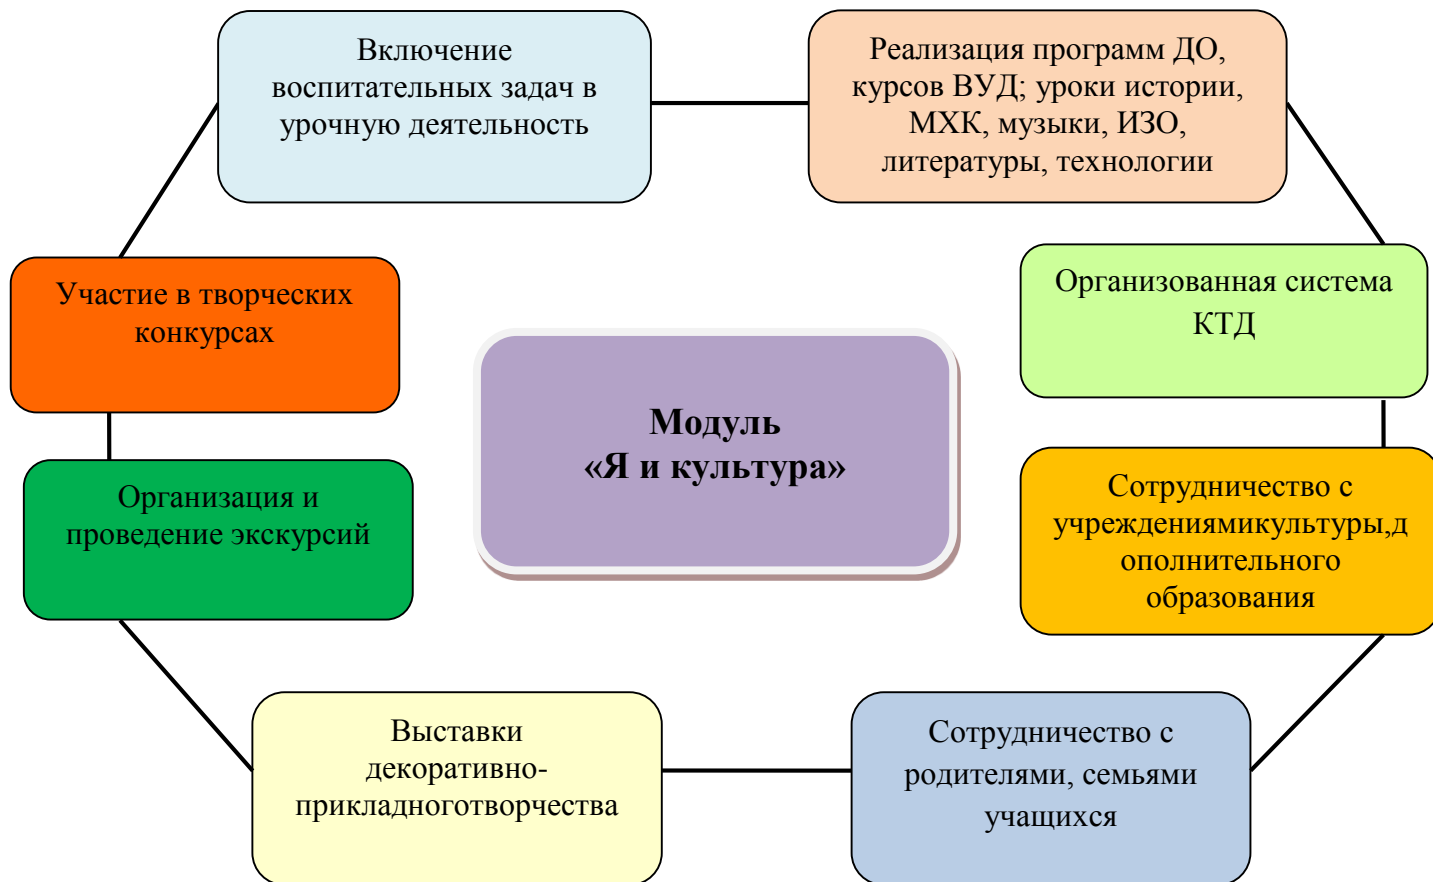 Включение
воспитательных задач в
урочную деятельность
Реализация программ ДО,
курсов ВУД; уроки истории,
МХК, музыки, ИЗО,
литературы, технологии
Участие в творческих
конкурсах
Организованная система
КТД
Модуль
«Я и культура»
Организация и
проведение экскурсий
Сотрудничество с
учреждениямикультуры,д
ополнительного
образования
Выставки
декоративно-
прикладноготворчества
Сотрудничество с
родителями, семьями
учащихся